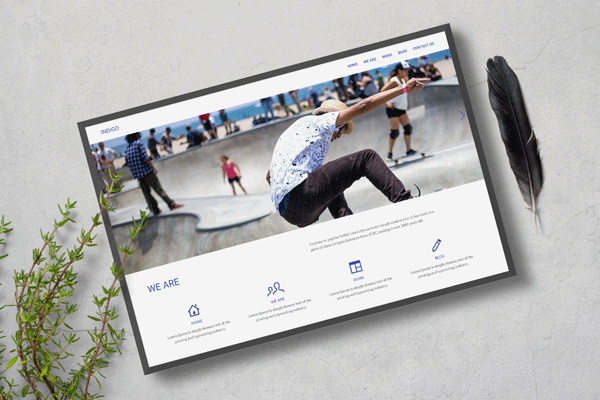 INDIGO
HOME WE ARE WORK BLOG CONTACT US
Contrary to popular belief, Lorem Ipsum is not simply random text. It has roots in a
piece of classical Latin literature from 45 BC, making it over 2000 years old.
WE ARE
HOME
Lorem Ipsum is simply dummy text of the
printing and typesetting industry.
WE ARE
Lorem Ipsum is simply dummy text of the
printing and typesetting industry.
WORK
Lorem Ipsum is simply dummy text of the
printing and typesetting industry.
BLOG
Lorem Ipsum is simply dummy text of the
printing and typesetting industry.